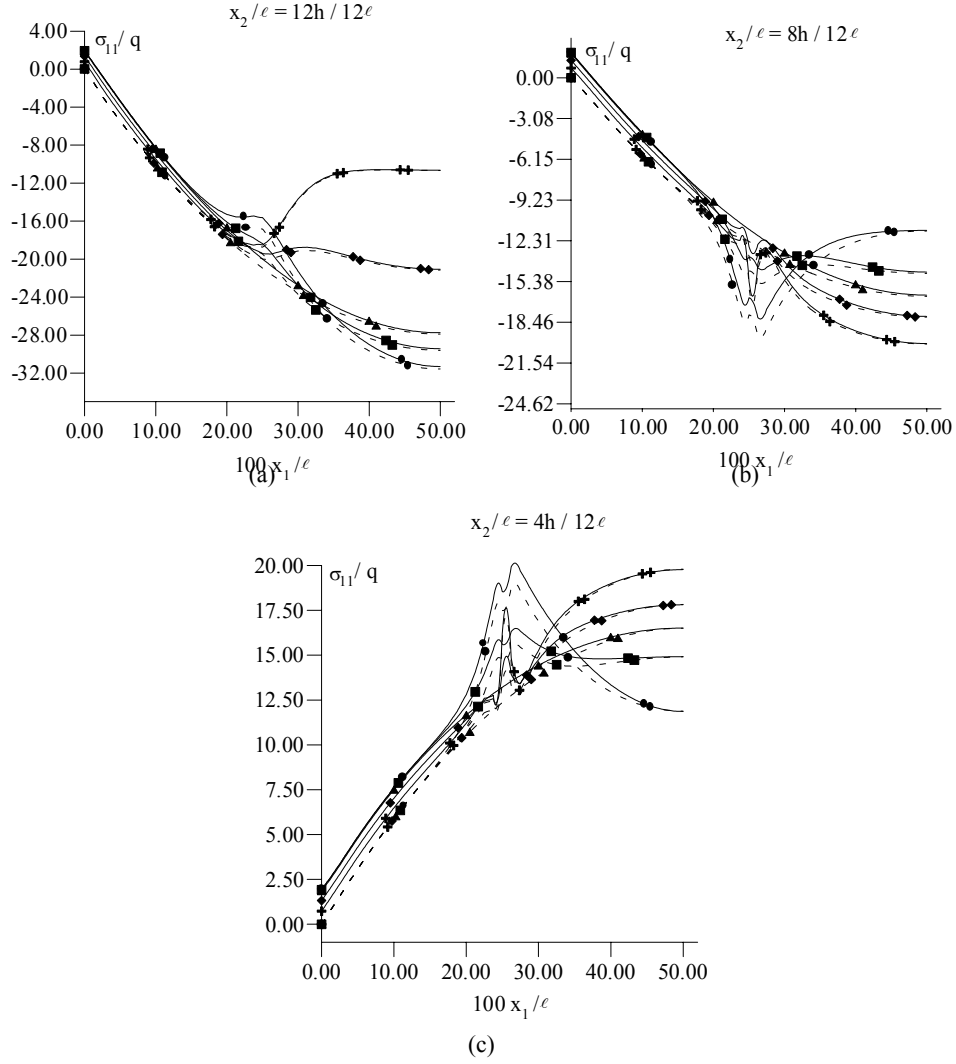 x2/ℓ = 12h / 12ℓ
σ11/ q
4.00
0.00
-4.00
-8.00
-12.00
-16.00
-20.00
-24.00
-28.00
-32.00
0.00 10.00 20.00 30.00 40.00 50.00
100 x1/ℓ
(a)
x2/ℓ = 8h / 12ℓ
σ11/ q
0.00
-3.08
-6.15
-9.23
-12.31
-15.38
-18.46
-21.54
-24.62
0.00 10.00 20.00 30.00 40.00 50.00
100 x1/ℓ
(b)
x2/ℓ = 4h / 12ℓ
σ11/ q
20.00
17.50
15.00
12.50
10.00
7.50
5.00
2.50
0.00
0.00 10.00 20.00 30.00 40.00 50.00
100 x1/ℓ
(c)